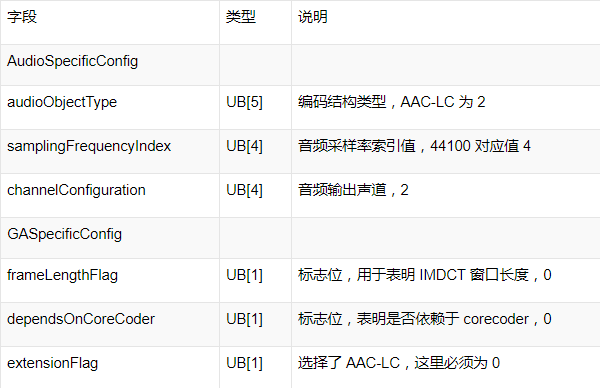 字段 类型 说明
AudioSpecificConfig
audioObjectType UB[5] 编码结构类型，AAC-LC 为 2
samplingFrequencyIndex UB[4] 音频采样率索引值，44100 对应值 4
channelConfiguration UB[4] 音频输出声道，2
GASpecificConfig
frameLengthFlag UB[1] 标志位，用于表明 IMDCT 窗口长度，0
dependsOnCoreCoder UB[1] 标志位，表明是否依赖于 corecoder，0
extensionFlag UB[1] 选择了 AAC-LC，这里必须为 0